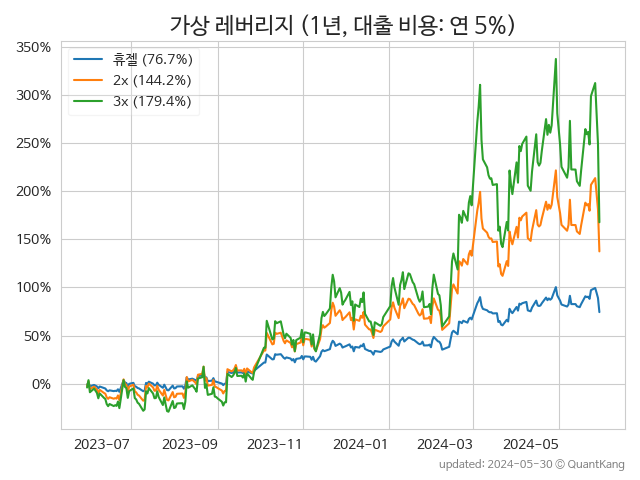 가상 레버리지 (1년, 대출 비용: 연 5%)
350%
300%
250%
200%
150%
100%
50%
0%
휴젤 (76.7%)
2x (144.2%)
3x (179.4%)
2023-07 2023-09 2023-11 2024-01 2024-03 2024-05
updated: 2024-05-30 © QuantKang